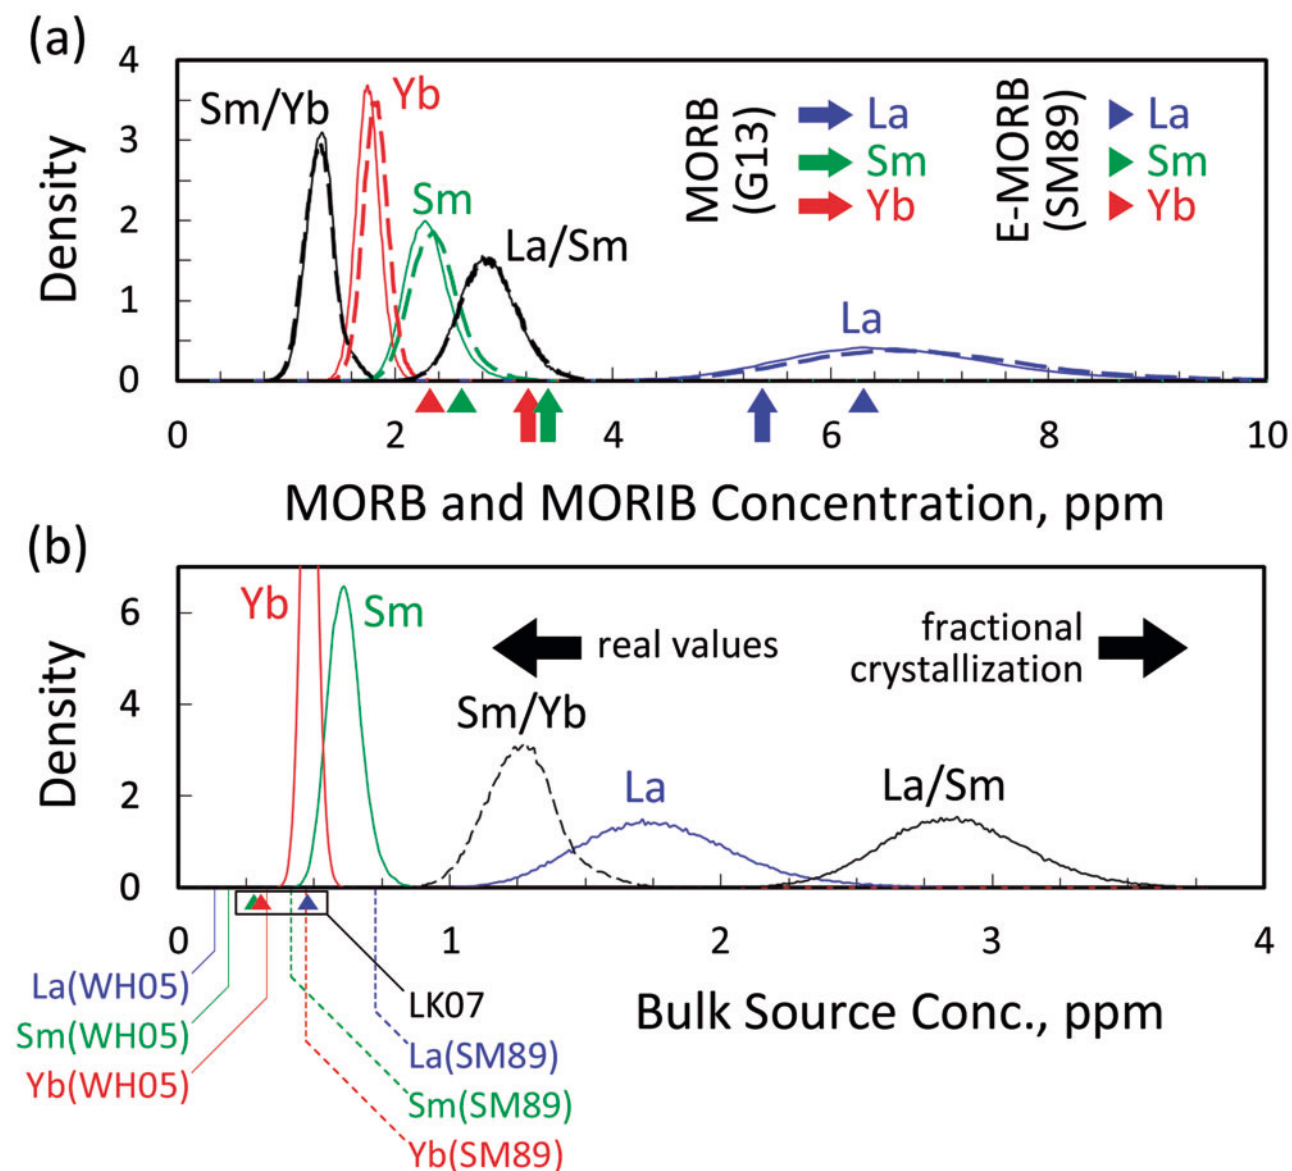 (a)
4
3
2
1
0
Density
Sm/Yb
Yb
Sm
La/Sm
La
MORB
(G13)
La
Sm
Yb
E-MORB
(SM89)
La
Sm
Yb
0 2 4 6 8 10
MORB and MORIB Concentration, ppm
(b)
6
4
2
0
Density
Yb
Sm
real values
fractional
crystallization
Sm/Yb
La
La/Sm
0 1 2 3 4
La(WH05)
Sm(WH05)
Yb(WH05)
LK07
La(SM89)
Sm(SM89)
Yb(SM89)
Bulk Source Conc., ppm